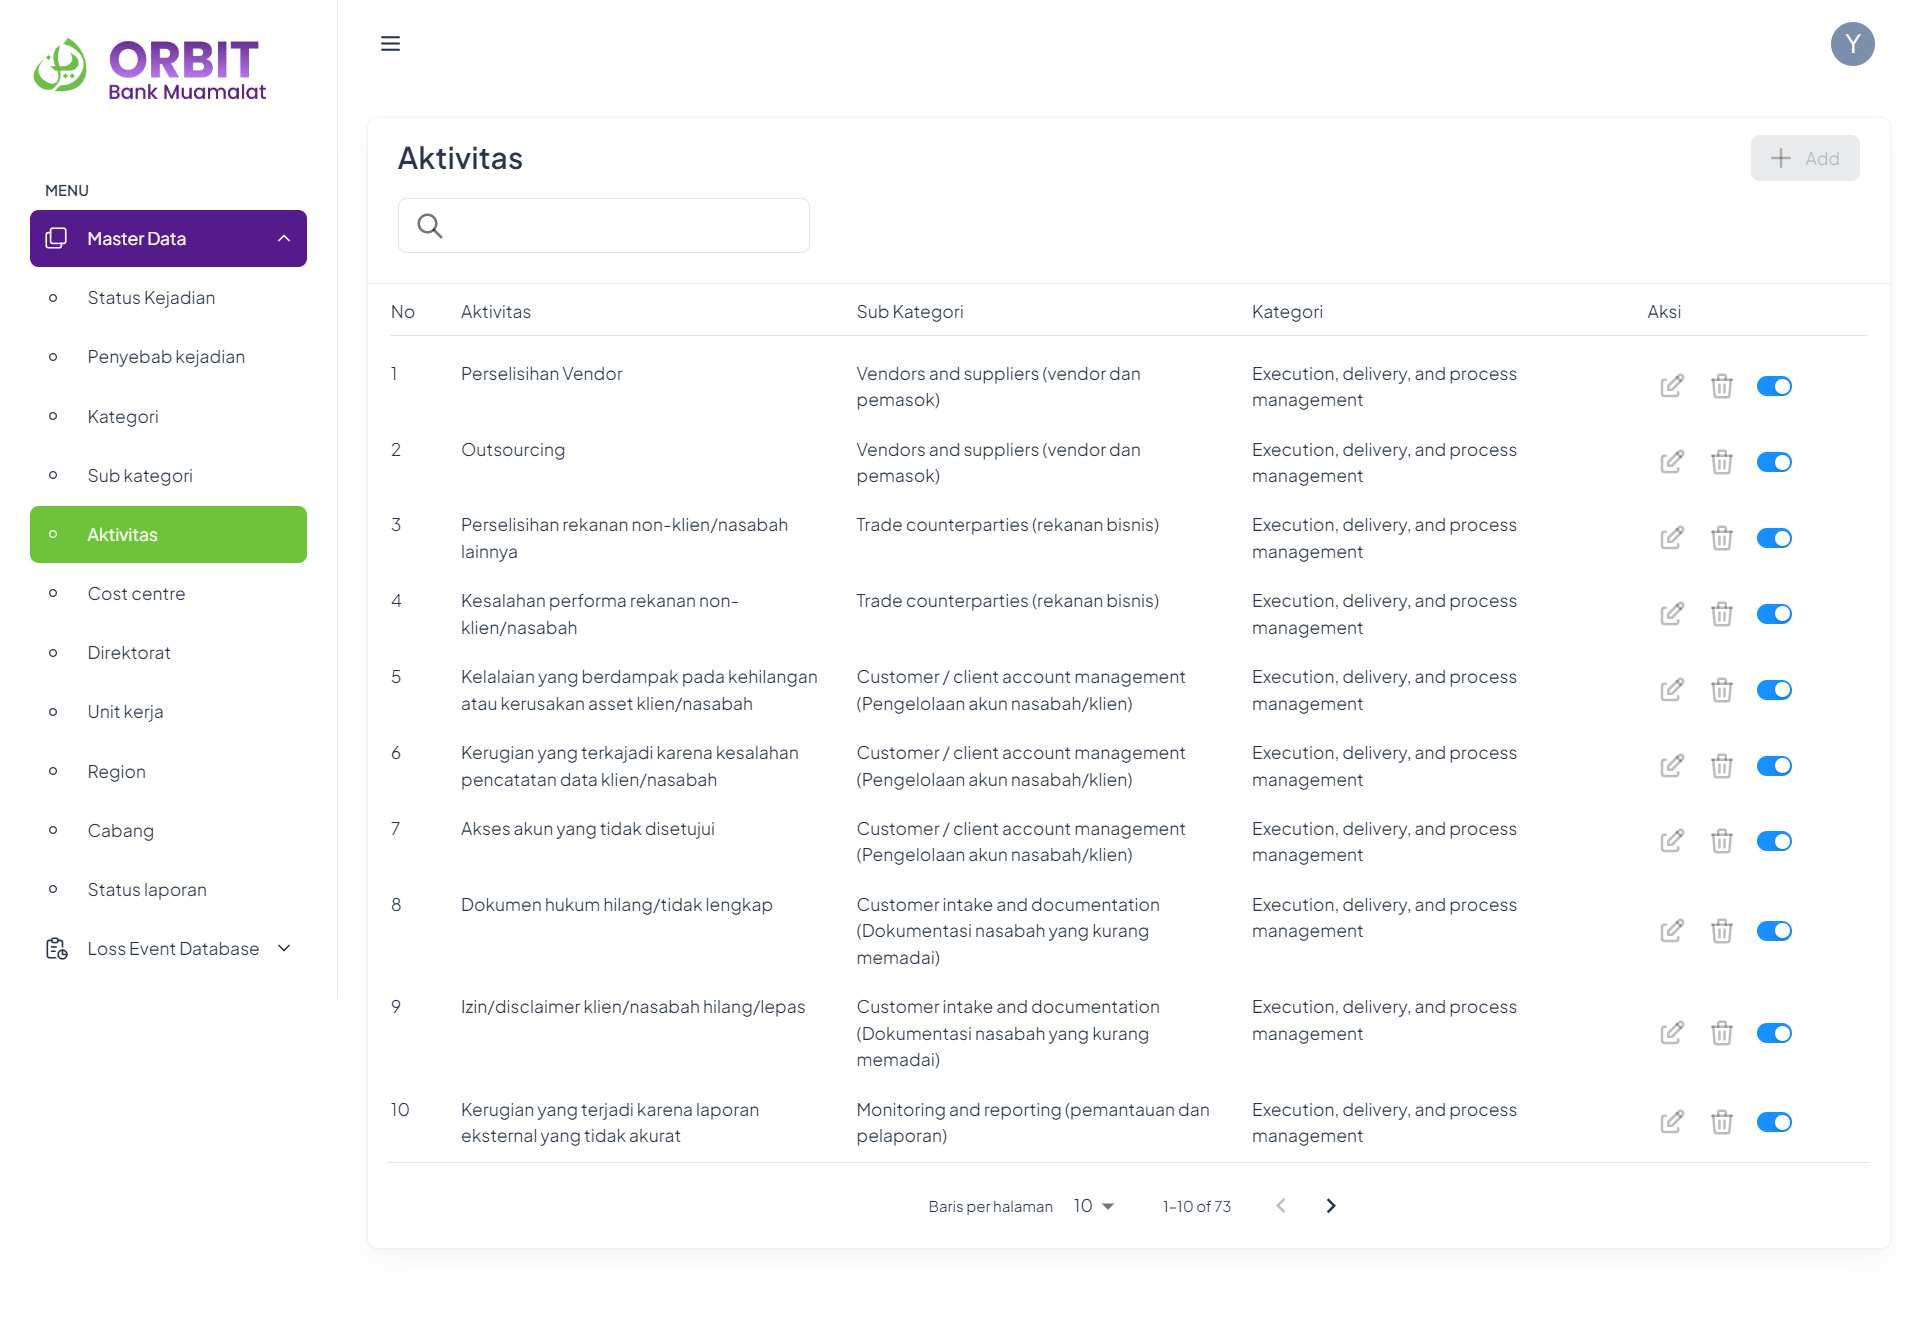 ORBIT
Bank Muamalat
Y
MENU
Master Data
Status Kejadian
Penyebab kejadian
Kategori
Sub kategori
Aktivitas
Cost centre
Direktorat
Unit kerja
Region
Cabang
Status laporan
Loss Event Database
Aktivitas
Add
No Aktivitas Sub Kategori Kategori Aksi
1 Perselisihan Vendor Vendors and suppliers (vendor dan Execution, delivery, and process
pemasok) management
2 Outsourcing Vendors and suppliers (vendor dan Execution, delivery, and process
pemasok) management
3 Perselisihan rekanan non-klien/nasabah Trade counterparties (rekanan bisnis) Execution, delivery, and process
lainnya management
4 Kesalahan performa rekanan non- Trade counterparties (rekanan bisnis) Execution, delivery, and process
klien/nasabah management
5 Kelalaian yang berdampak pada kehilangan Customer / client account management Execution, delivery, and process
atau kerusakan asset klien/nasabah (Pengelolaan akun nasabah/klien) management
6 Kerugian yang terkajadi karena kesalahan Customer / client account management Execution, delivery, and process
pencatatan data klien/nasabah (Pengelolaan akun nasabah/klien) management
7 Akses akun yang tidak disetujui Customer / client account management Execution, delivery, and process
(Pengelolaan akun nasabah/klien) management
8 Dokumen hukum hilang/tidak lengkap Customer intake and documentation Execution, delivery, and process
(Dokumentasi nasabah yang kurang management
memadai)
9 Izin/disclaimer klien/nasabah hilang/lepas Customer intake and documentation Execution, delivery, and process
(Dokumentasi nasabah yang kurang management
memadai)
10 Kerugian yang terjadi karena laporan Monitoring and reporting (pemantauan dan Execution, delivery, and process
eksternal yang tidak akurat pelaporan) management
Baris per halaman 10 1–10 of 73